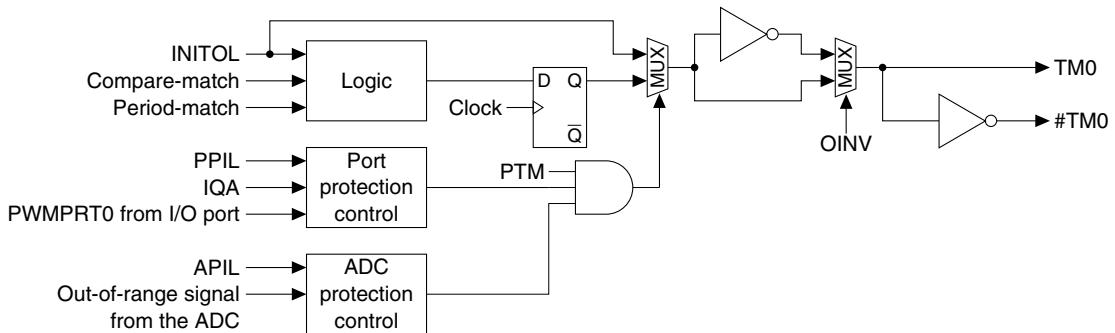 INITOL
Compare-match
Period-match
Logic
Clock
D Q
Q̅
MUX
MUX
OINV
TM0
#TM0
PPIL
IQA
PWMPRT0 from I/O port
Port
protection
control
PTM
APIL
Out-of-range signal
from the ADC
ADC
protection
control